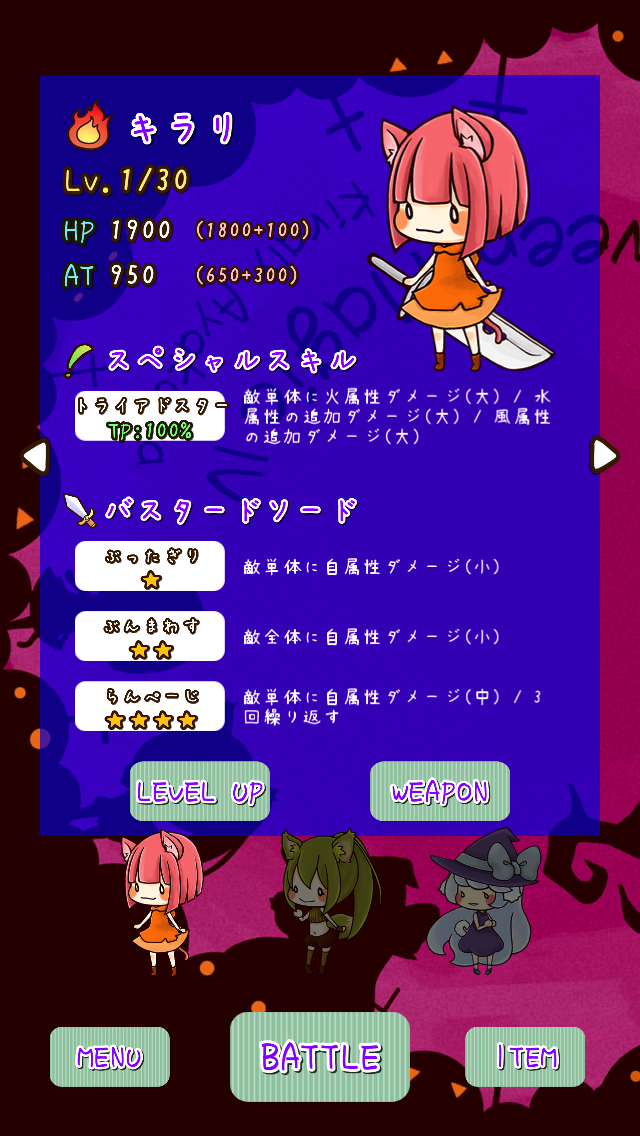 キラリ
Lv.1/30
HP 1900 (1800+100)
AT 950 (650+300)
スペシャルスキル
トライアドスター
TP:100%
敵単体に火属性ダメージ(大) / 水
属性の追加ダメージ(大) / 風属性
の追加ダメージ(大)
バスタードソード
ぶったぎり
敵単体に自属性ダメージ(小)
ぶんまわす
敵全体に自属性ダメージ(小)
らんぺーじ
敵単体に自属性ダメージ(中) / 3
回繰り返す
LEVEL UP
WEAPON
MENU
BATTLE
ITEM